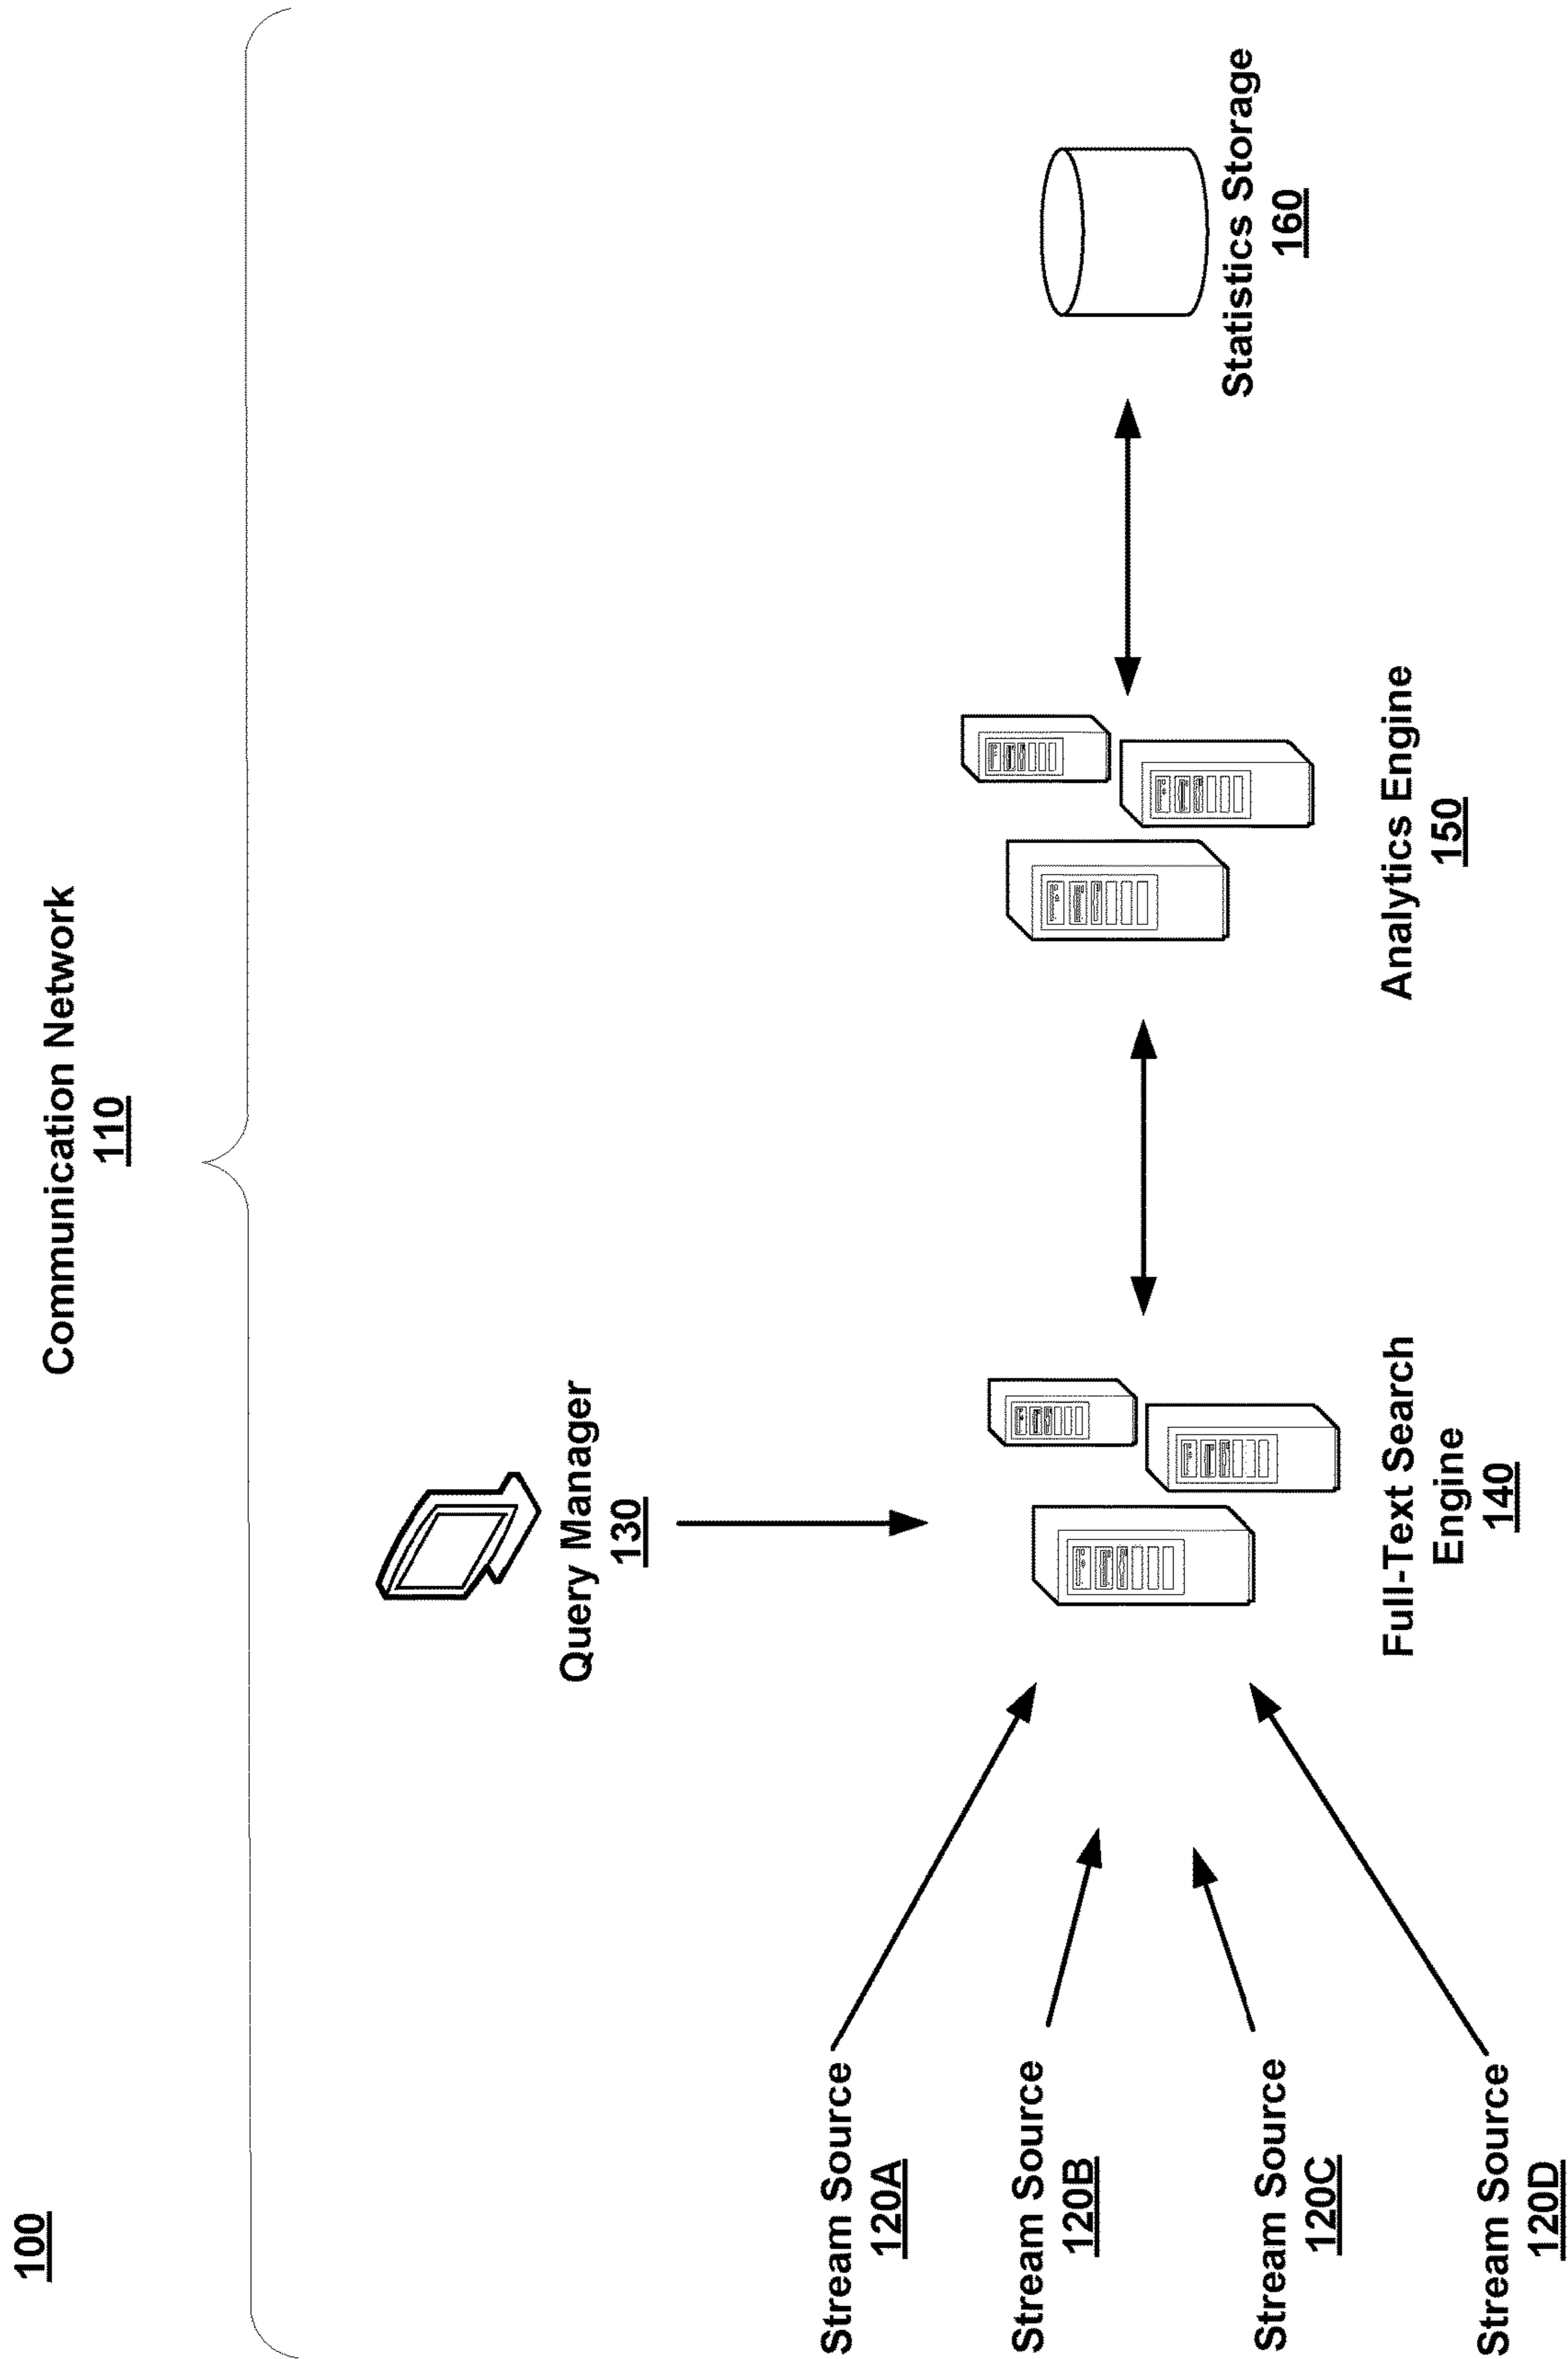 100
Communication Network
110
Query Manager
130
Stream Source
120A
Stream Source
120B
Stream Source
120C
Stream Source
120D
Full-Text Search
Engine
140
Analytics Engine
150
Statistics Storage
160